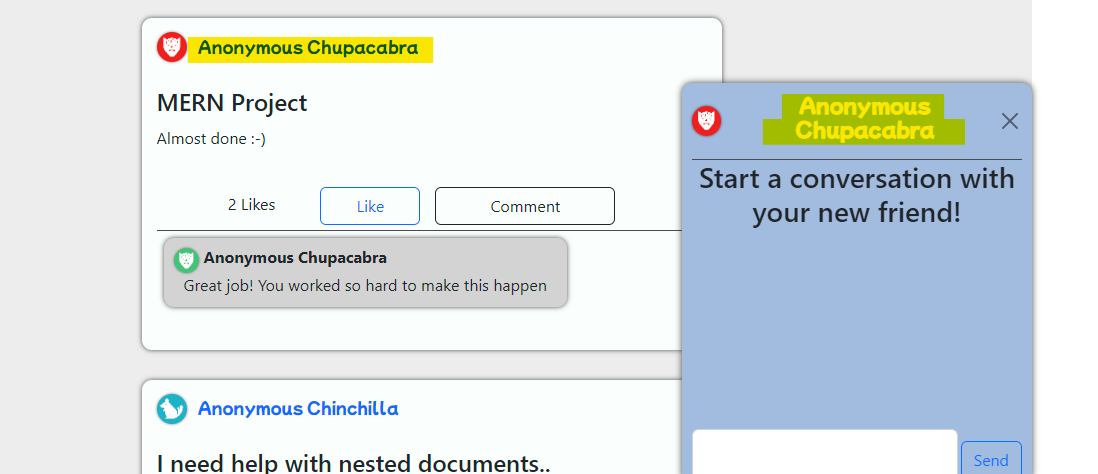 Anonymous Chupacabra
MERN Project
Almost done :-)
2 Likes
Like
Comment
Anonymous Chupacabra
Great job! You worked so hard to make this happen
Anonymous Chinchilla
I need help with nested documents..
Anonymous
Chupacabra
Start a conversation with
your new friend!
Send